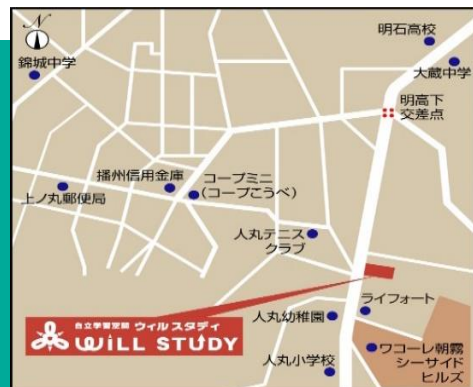 N
明石高校
錦城中学
大蔵中学
明高下
交差点
播州信用金庫
コープミニ
(コープこうべ)
上ノ丸郵便局
人丸テニス
クラブ
ライフォート
自立学習空間 ウィルスタディ
WiLL STUDY
人丸幼稚園
ワコーレ朝霧
シーサイド
ヒルズ
人丸小学校